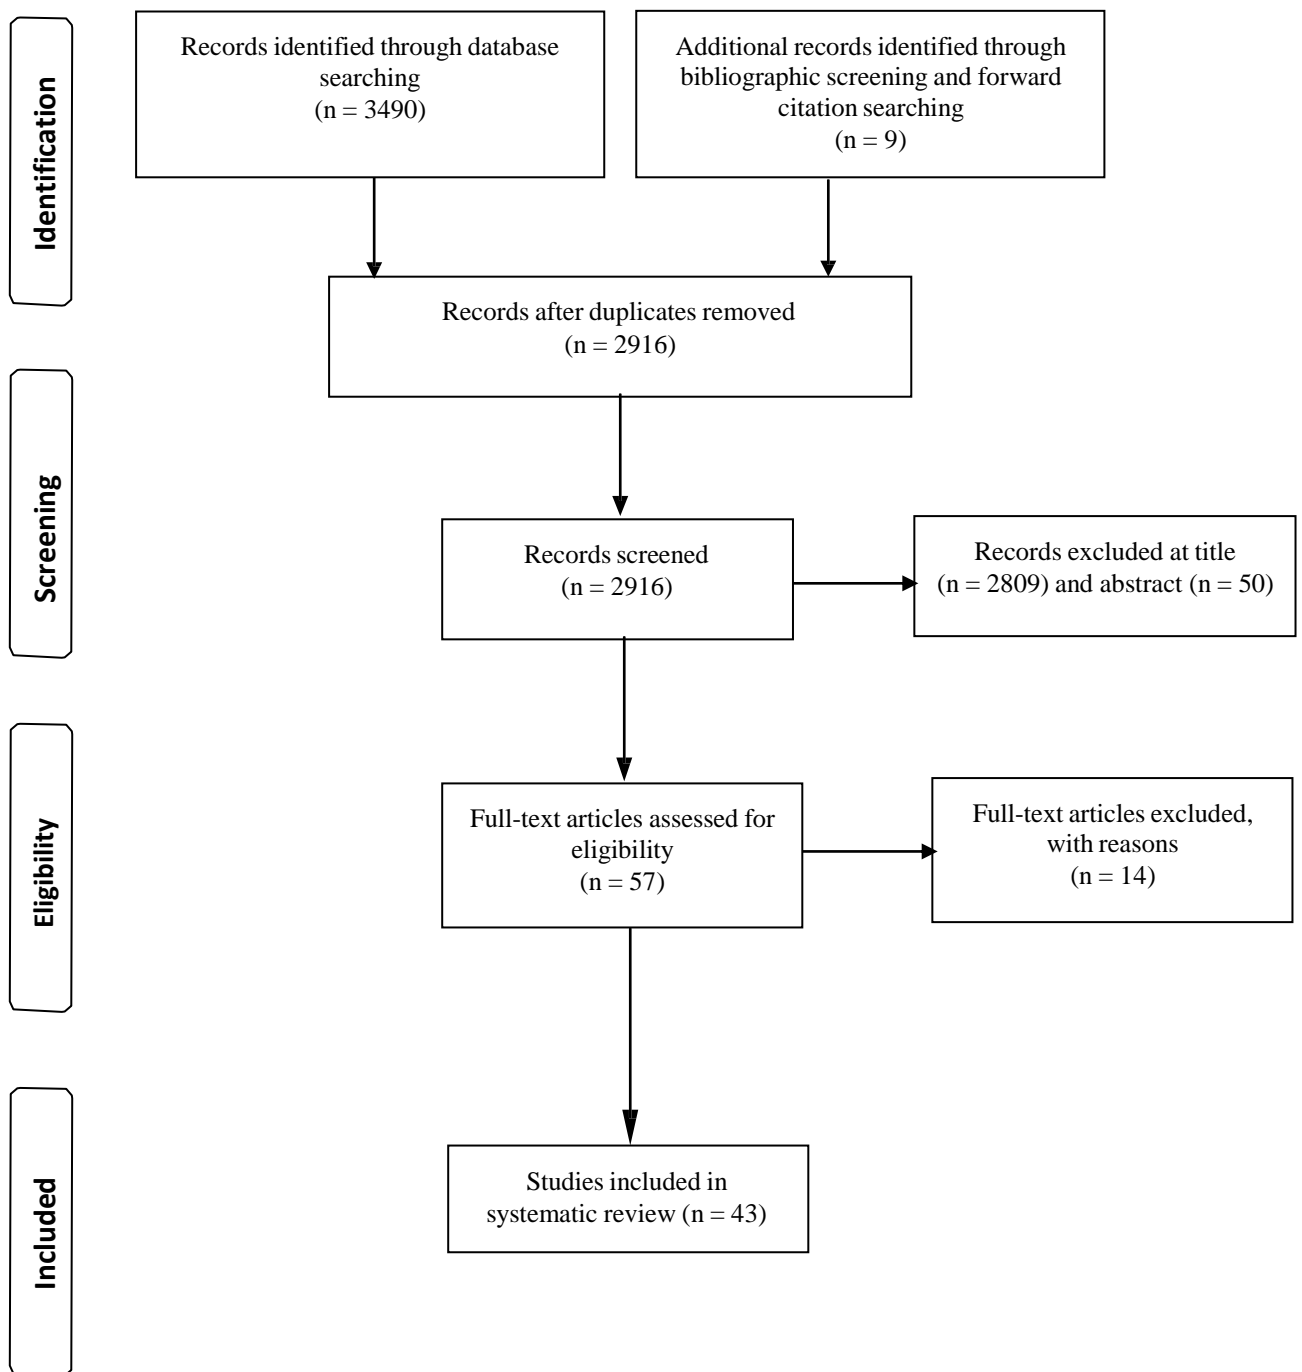 Identification
Records identified through database
searching
(n = 3490)
Additional records identified through
bibliographic screening and forward
citation searching
(n = 9)
Records after duplicates removed
(n = 2916)
Screening
Records screened
(n = 2916)
Records excluded at title
(n = 2809) and abstract (n = 50)
Eligibility
Full-text articles assessed for
eligibility
(n = 57)
Full-text articles excluded,
with reasons
(n = 14)
Included
Studies included in
systematic review (n = 43)